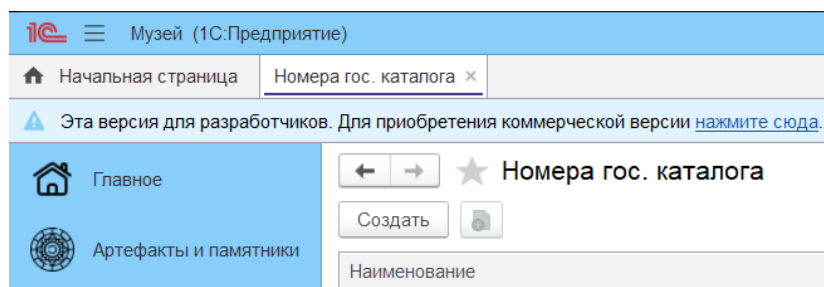 1С Музей (1С:Предприятие)
Начальная страница Номера гос. каталога ×
Эта версия для разработчиков. Для приобретения коммерческой версии нажмите сюда.
Главное
Номера гос. каталога
Создать
Артефакты и памятники
Наименование